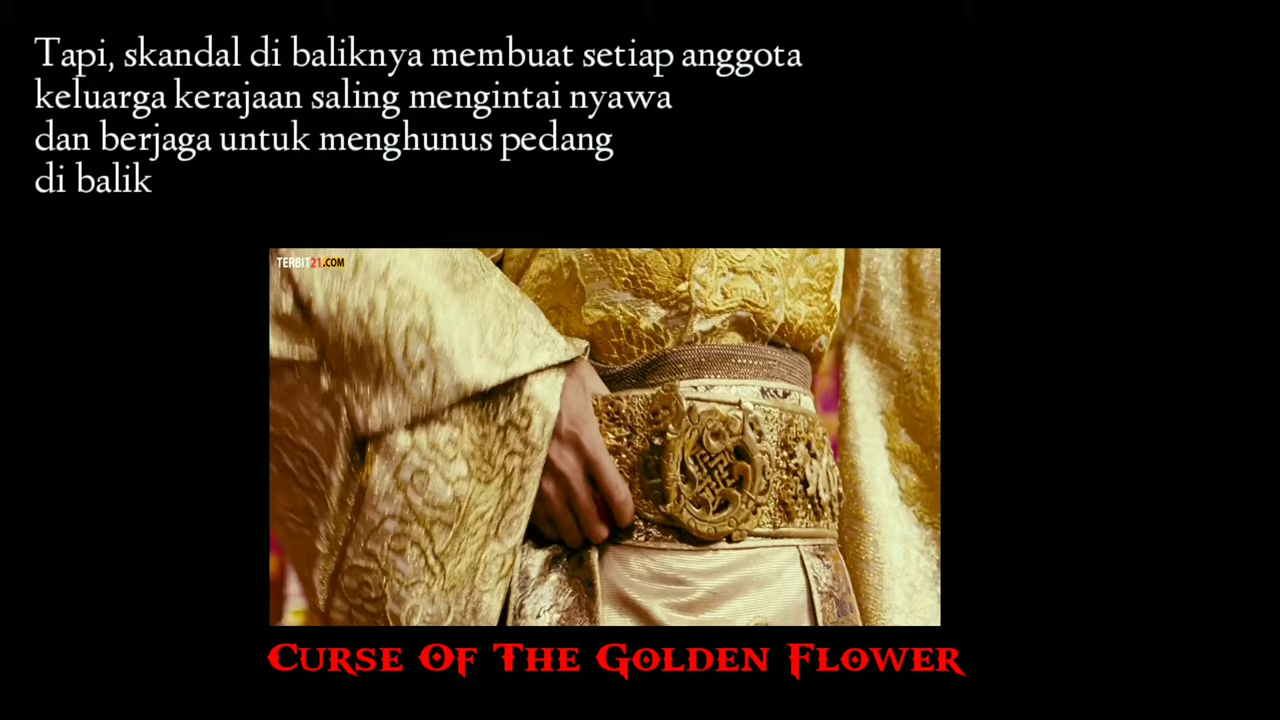 Tapi, skandal di baliknya membuat setiap anggota
keluarga kerajaan saling mengintai nyawa
dan berjaga untuk menghunus pedang
di balik
TERBIT21.COM
Curse Of The Golden Flower